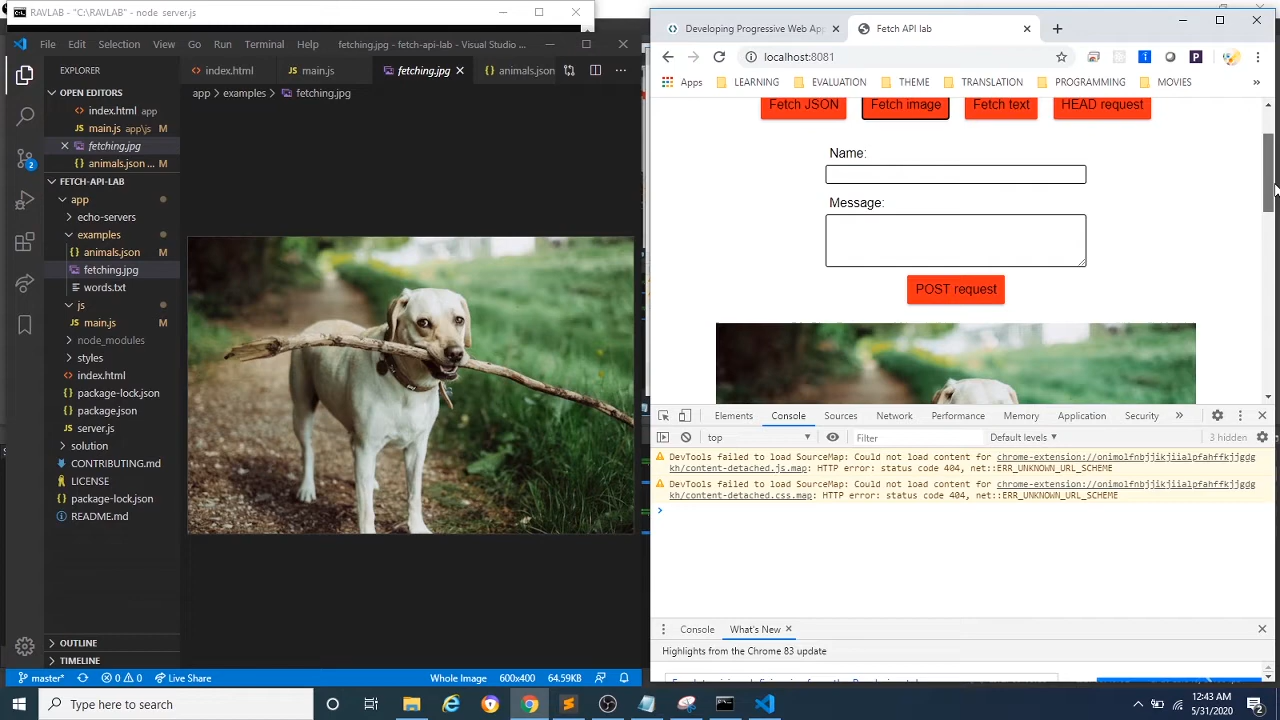 RAVLAB - "C:\RAVLAB" - node server.js
File Edit Selection View Go Run Terminal Help fetching.jpg - fetch-api-lab - Visual Studio ...
EXPLORER
index.html
main.js
fetching.jpg
animals.json
app > examples > fetching.jpg
OPEN EDITORS
index.html app
main.js app\js M
fetching.jpg
animals.json ... M
FETCH-API-LAB
app
echo-servers
examples
animals.json M
fetching.jpg
words.txt
js
main.js M
node_modules
styles
index.html
package-lock.json
package.json
server.js
solution
CONTRIBUTING.md
LICENSE
package-lock.json
README.md
OUTLINE
TIMELINE
2
master* 0 0 Live Share Whole Image 600x400 64.59KB
Developing Progressive Web App
Fetch API lab
localhost:8081
Apps LEARNING EVALUATION THEME TRANSLATION PROGRAMMING MOVIES »
Fetch JSON Fetch image Fetch text HEAD request
Name:
Message:
POST request
Elements Console Sources Network Performance Memory Application Security »
top Filter Default levels 3 hidden
DevTools failed to load SourceMap: Could not load content for chrome-extension://onimolfnbjjikjiialpfahffkjjgdg
kh/content-detached.js.map: HTTP error: status code 404, net::ERR_UNKNOWN_URL_SCHEME
DevTools failed to load SourceMap: Could not load content for chrome-extension://onimolfnbjjikjiialpfahffkjjgdg
kh/content-detached.css.map: HTTP error: status code 404, net::ERR_UNKNOWN_URL_SCHEME
Console What's New
Highlights from the Chrome 83 update
Type here to search
12:43 AM
5/31/2020
2